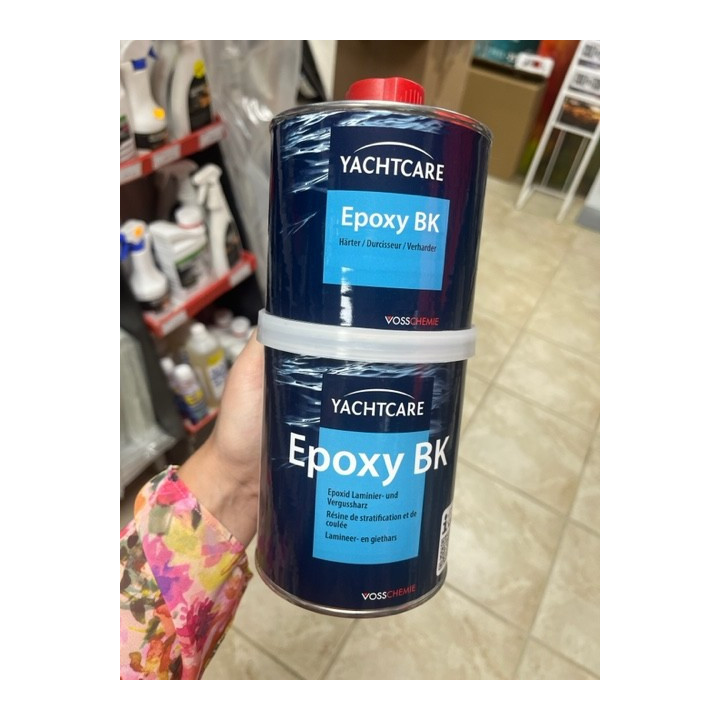 YACHTCARE
Epoxy BK
Härter / Durcisseur / Verharder
VOSSCHEMIE
YACHTCARE
Epoxy BK
Epoxid Laminier- und
Vergussharz
Résine de stratification et de
coulée
Lamineer- en giethars
VOSSCHEMIE